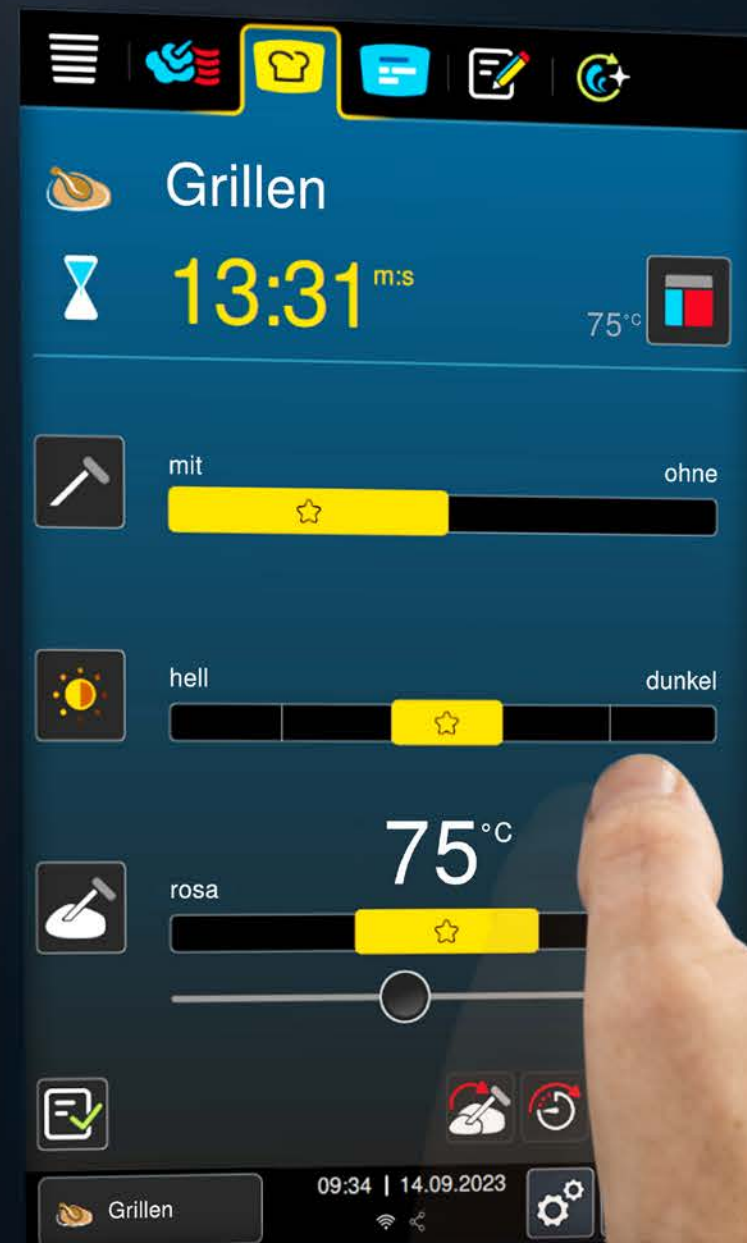 Grillen
13:31 m:s
75°C
mit ohne
hell dunkel
75°C
rosa
Grillen
09:34 | 14.09.2023